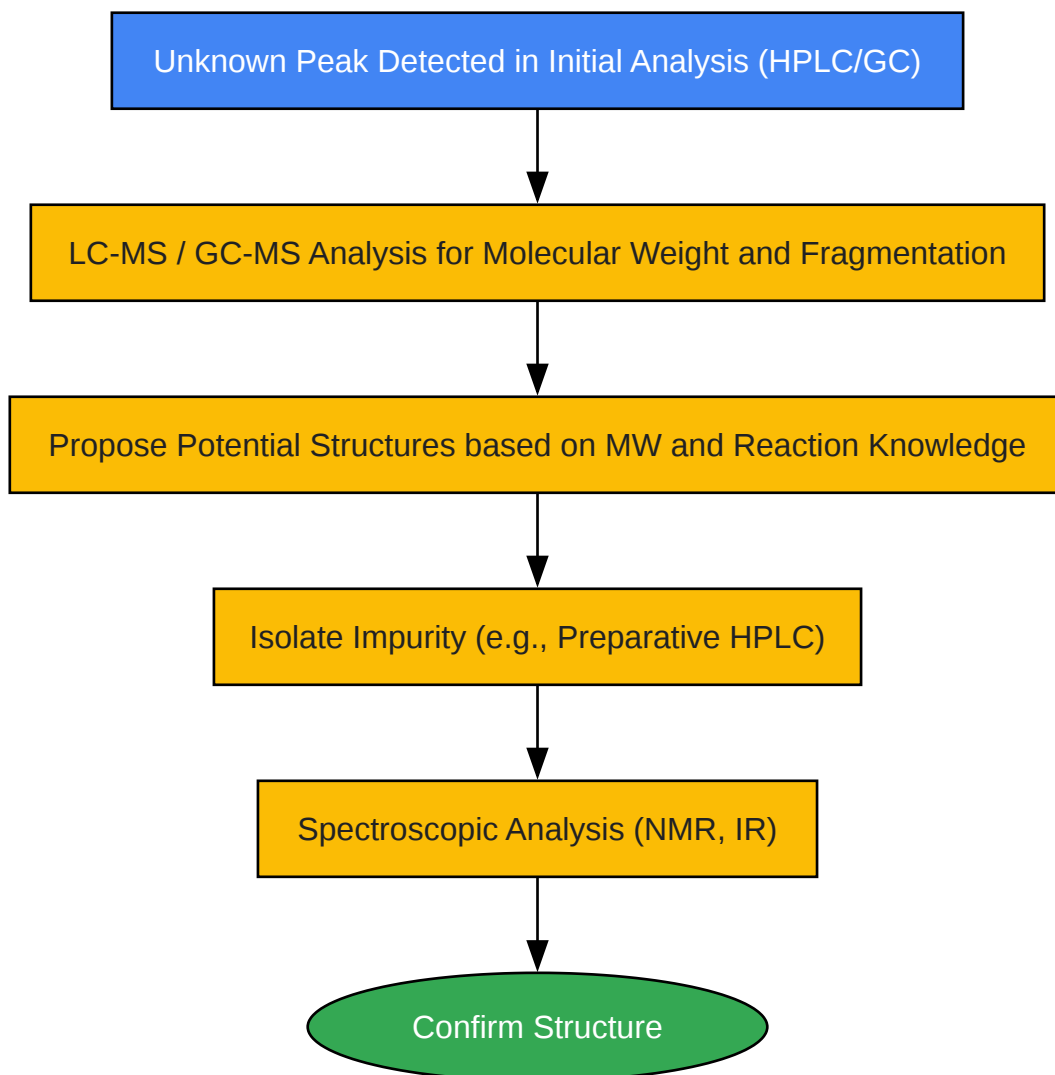 Unknown Peak Detected in Initial Analysis (HPLC/GC)
LC-MS / GC-MS Analysis for Molecular Weight and Fragmentation
Propose Potential Structures based on MW and Reaction Knowledge
Isolate Impurity (e.g., Preparative HPLC)
Spectroscopic Analysis (NMR, IR)
Confirm Structure